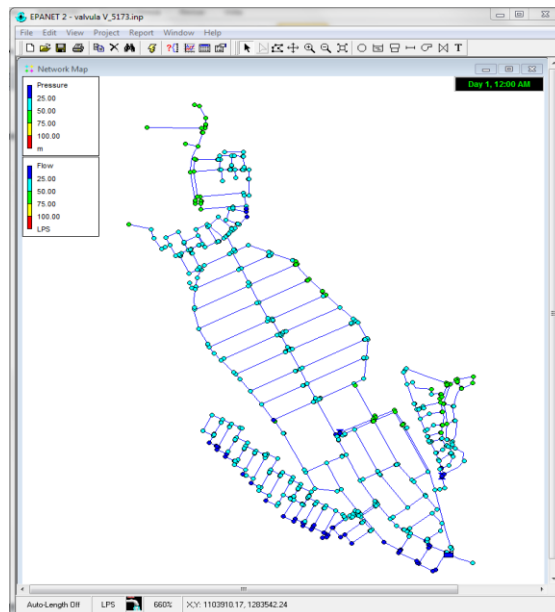 EPANET 2 - valvula V_5173.inp
File Edit View Project Report Window Help
Network Map
Day 1, 12:00 AM
Pressure
25.00
50.00
75.00
100.00
m
Flow
25.00
50.00
75.00
100.00
LPS
Auto-Length Off LPS 660% X,Y: 1103910.17, 1283542.24